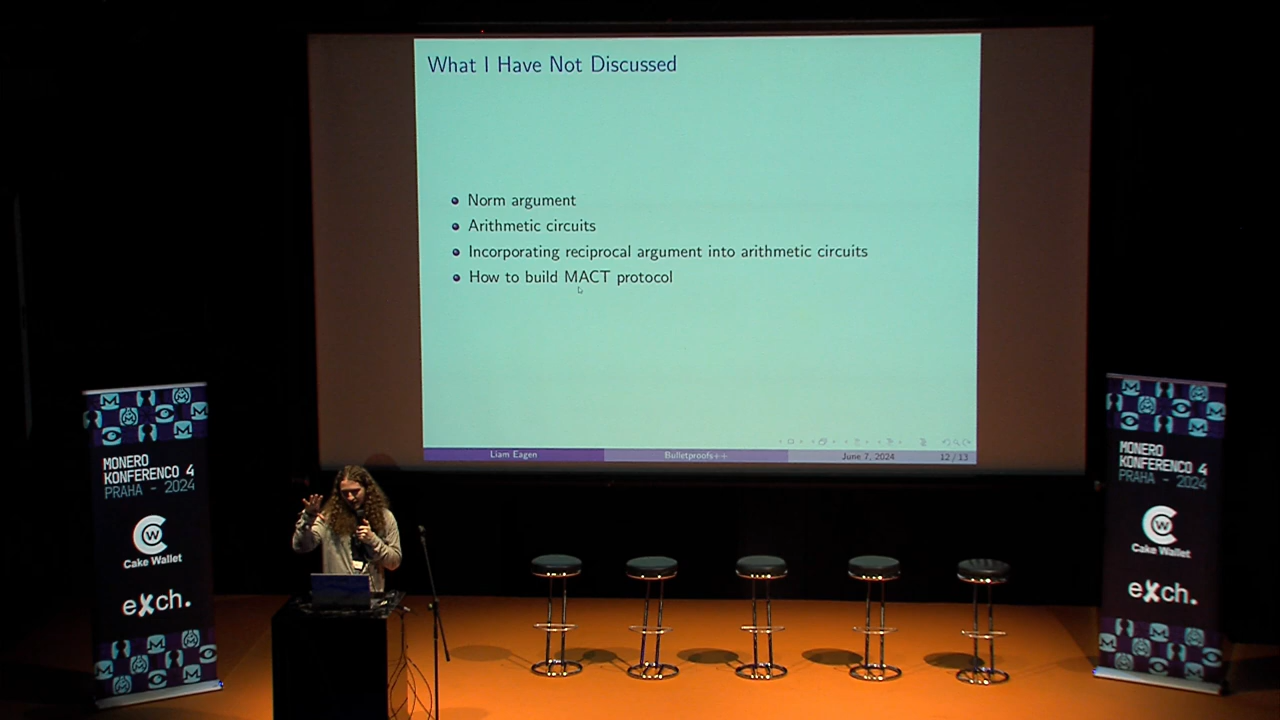 What I Have Not Discussed
Norm argument
Arithmetic circuits
Incorporating reciprocal argument into arithmetic circuits
How to build MACT protocol
Liam Eagen
Bulletproofs++
June 7, 2024
12 / 13
MONERO
KONFERENCO 4
PRAHA - 2024
CW
Cake Wallet
exch.
MONERO
KONFERENCO 4
PRAHA - 2024
CW
Cake Wallet
exch.